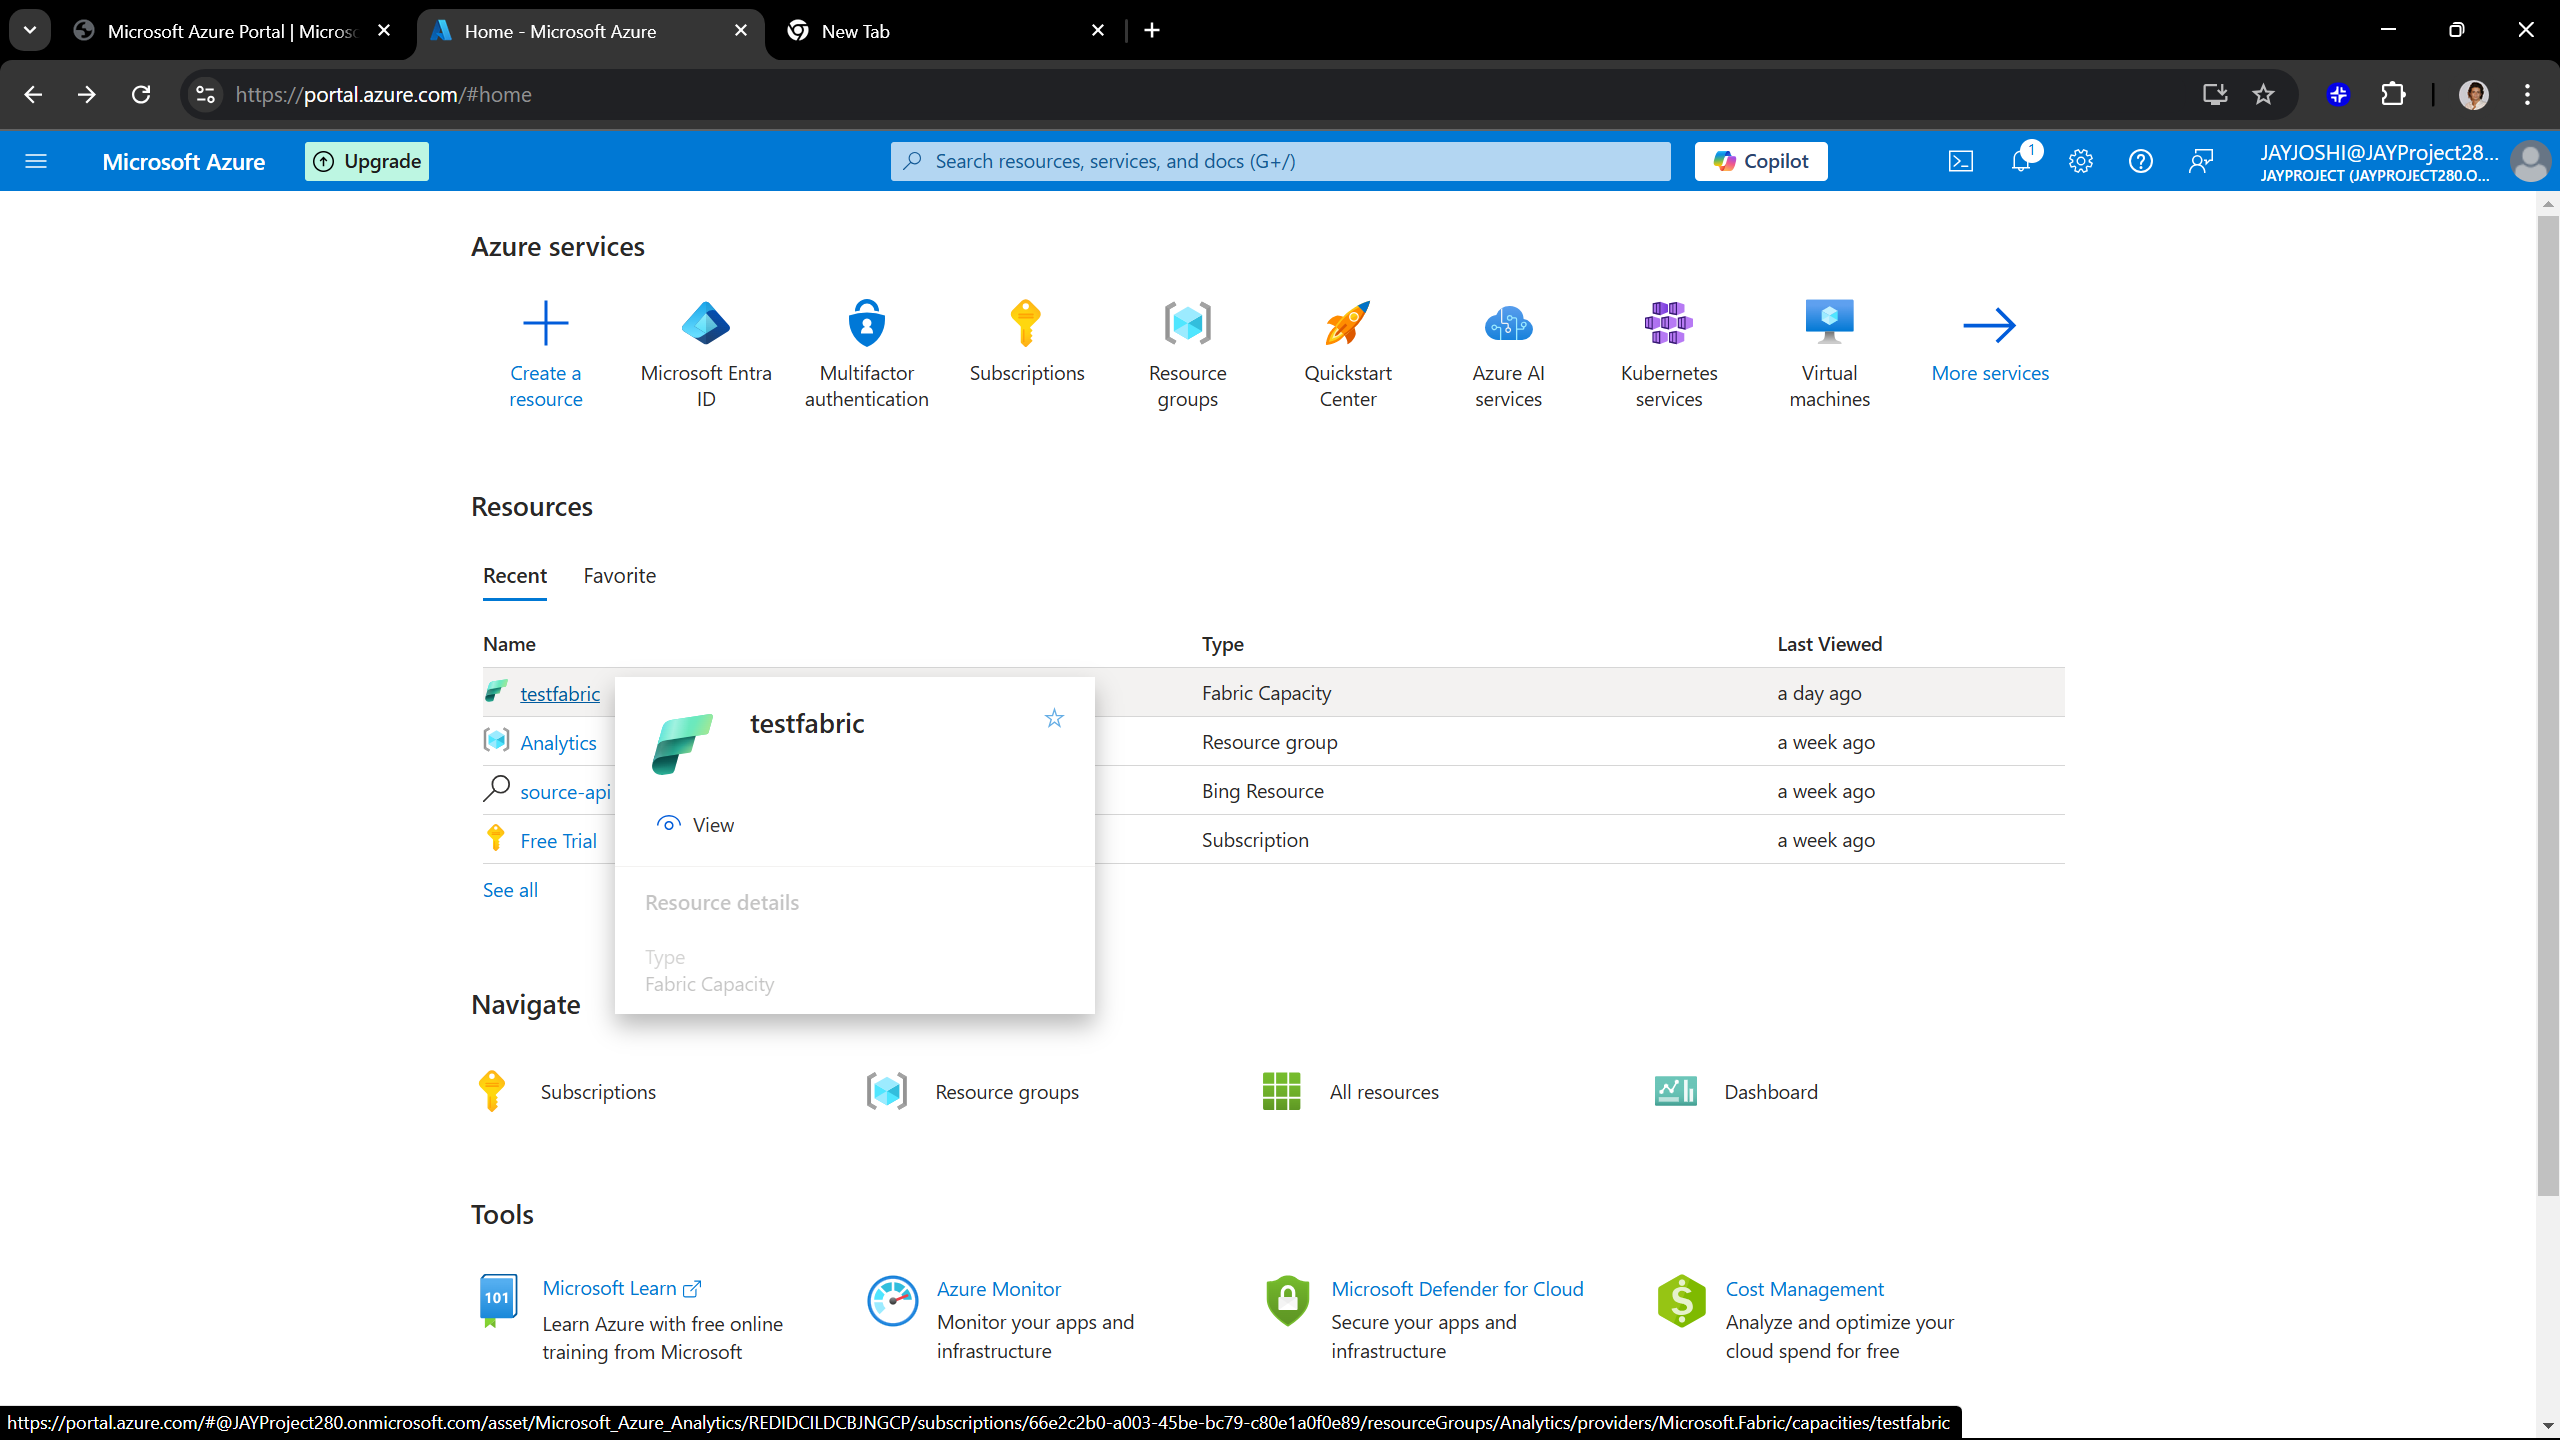 Microsoft Azure Portal | Micros
Home - Microsoft Azure
New Tab
https://portal.azure.com/#home
Microsoft Azure
Upgrade
Search resources, services, and docs (G+/)
Copilot
1
JAYJOSHI@JAYProject28...
JAYPROJECT (JAYPROJECT280.O...
Azure services
Create a
resource
Microsoft Entra
ID
Multifactor
authentication
Subscriptions
Resource
groups
Quickstart
Center
Azure AI
services
Kubernetes
services
Virtual
machines
More services
Resources
Recent
Favorite
Name
Type
Last Viewed
testfabric
Fabric Capacity
a day ago
Analytics
Resource group
a week ago
source-api
Bing Resource
a week ago
Free Trial
Subscription
a week ago
See all
testfabric
View
Resource details
Type
Fabric Capacity
Navigate
Subscriptions
Resource groups
All resources
Dashboard
Tools
101
Microsoft Learn
Learn Azure with free online
training from Microsoft
Azure Monitor
Monitor your apps and
infrastructure
Microsoft Defender for Cloud
Secure your apps and
infrastructure
Cost Management
Analyze and optimize your
cloud spend for free
https://portal.azure.com/#@JAYProject280.onmicrosoft.com/asset/Microsoft_Azure_Analytics/REDIDCILDCBJNGCP/subscriptions/66e2c2b0-a003-45be-bc79-c80e1a0f0e89/resourceGroups/Analytics/providers/Microsoft.Fabric/capacities/testfabric